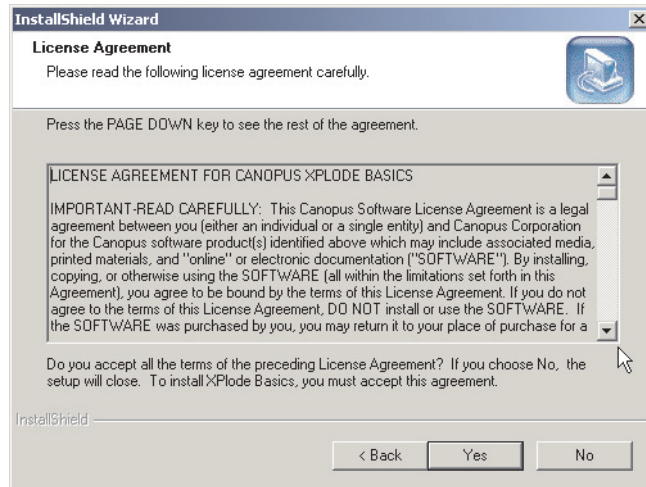 InstallShield Wizard
License Agreement
Please read the following license agreement carefully.
Press the PAGE DOWN key to see the rest of the agreement.
LICENSE AGREEMENT FOR CANOPUS XPLODE BASICS
IMPORTANT-READ CAREFULLY:  This Canopus Software License Agreement is a legal
agreement between you (either an individual or a single entity) and Canopus Corporation
for the Canopus software product(s) identified above which may include associated media,
printed materials, and "online" or electronic documentation ("SOFTWARE"). By installing,
copying, or otherwise using the SOFTWARE (all within the limitations set forth in this
Agreement), you agree to be bound by the terms of this License Agreement. If you do not
agree to the terms of this License Agreement, DO NOT install or use the SOFTWARE.  If
the SOFTWARE was purchased by you, you may return it to your place of purchase for a
Do you accept all the terms of the preceding License Agreement?  If you choose No,  the
setup will close.  To install XPlode Basics, you must accept this agreement.
InstallShield
< Back
Yes
No